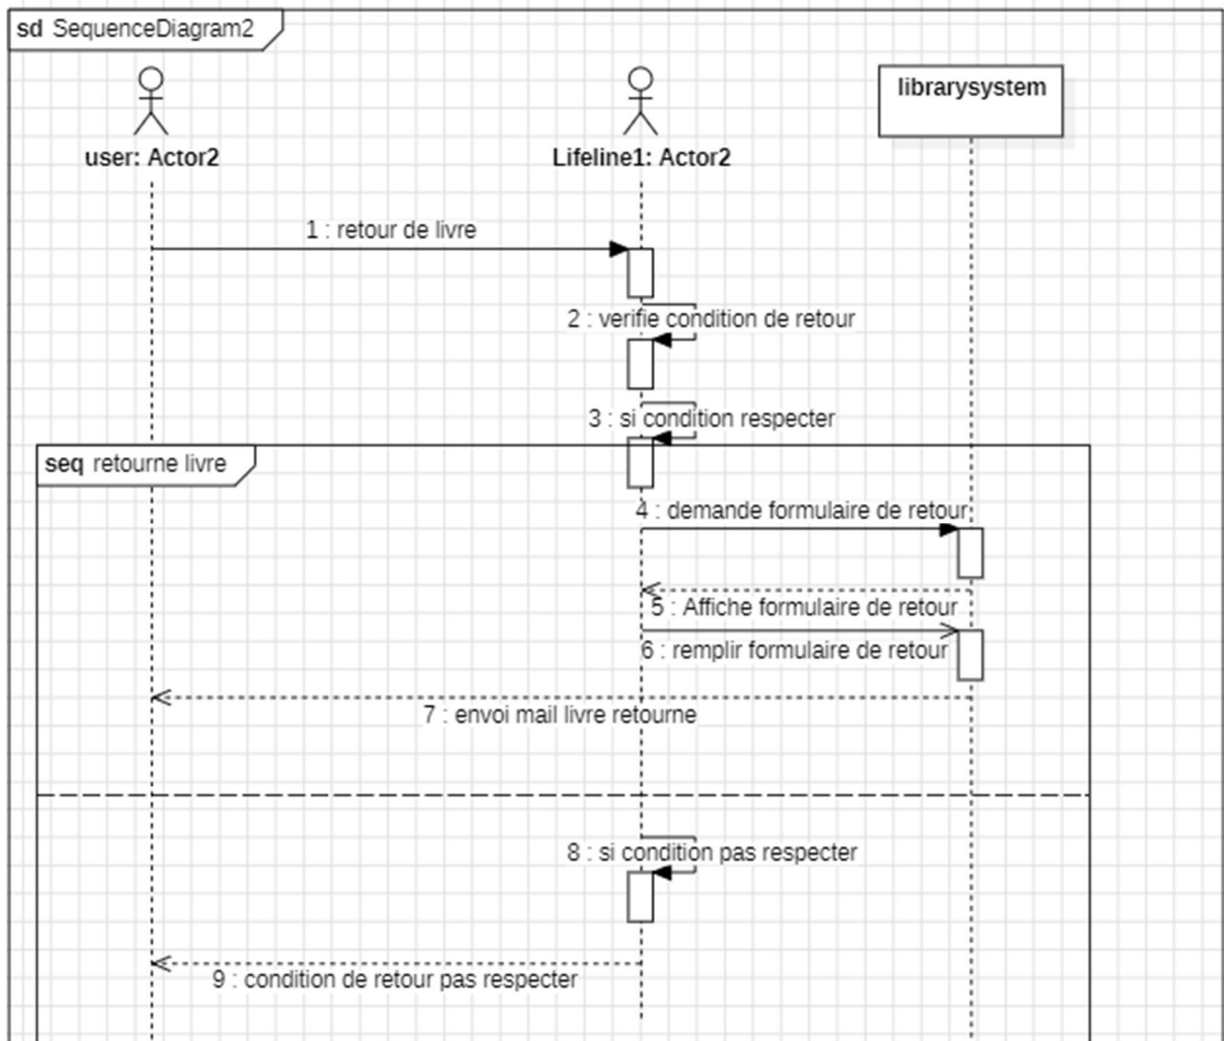 sd SequenceDiagram2
librarysystem
user: Actor2
Lifeline1: Actor2
1 : retour de livre
2 : verifie condition de retour
3 : si condition respecter
seq retourne livre
4 : demande formulaire de retour
5 : Affiche formulaire de retour
6 : remplir formulaire de retour
7 : envoi mail livre retourne
8 : si condition pas respecter
9 : condition de retour pas respecter